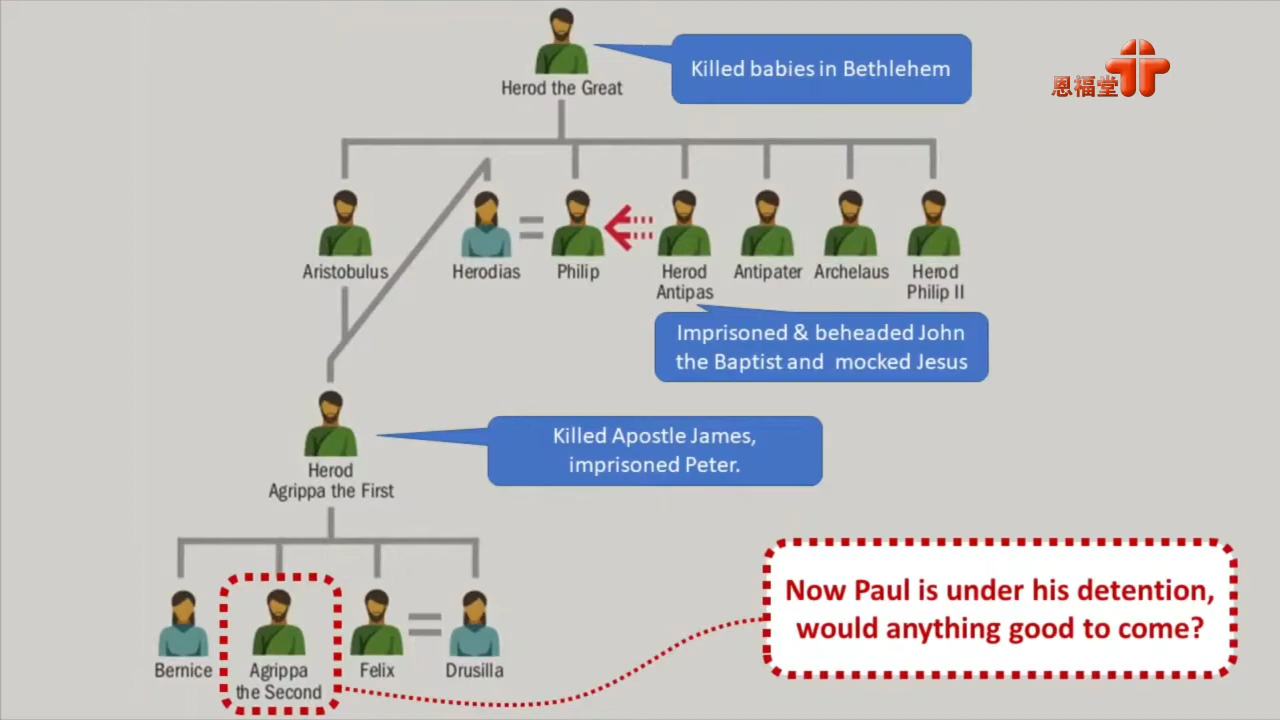 Killed babies in Bethlehem
恩福堂
Herod the Great
Aristobulus
Herodias
Philip
Herod
Antipas
Antipater
Archelaus
Herod
Philip II
Imprisoned & beheaded John
the Baptist and mocked Jesus
Killed Apostle James,
imprisoned Peter.
Herod
Agrippa the First
Now Paul is under his detention,
would anything good to come?
Bernice
Agrippa
the Second
Felix
Drusilla